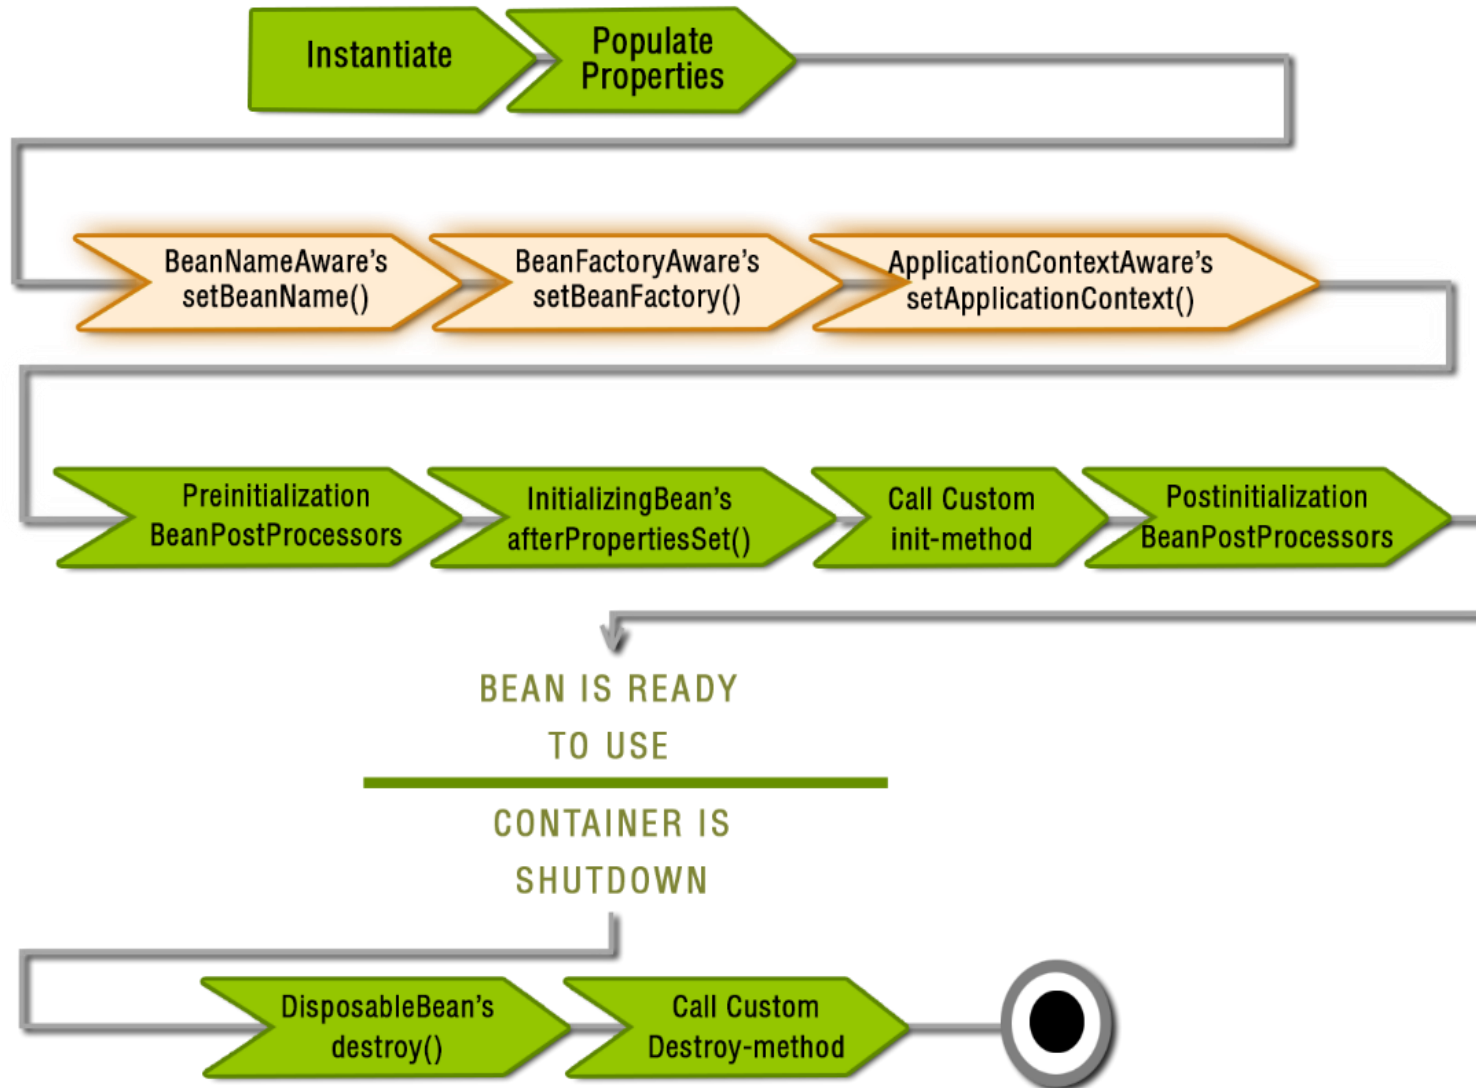 Instantiate
Populate
Properties
BeanNameAware's
setBeanName()
BeanFactoryAware's
setBeanFactory()
ApplicationContextAware's
setApplicationContext()
Preinitialization
BeanPostProcessors
InitializingBean's
afterPropertiesSet()
Call Custom
init-method
Postinitialization
BeanPostProcessors
BEAN IS READY
TO USE
CONTAINER IS
SHUTDOWN
DisposableBean's
destroy()
Call Custom
Destroy-method